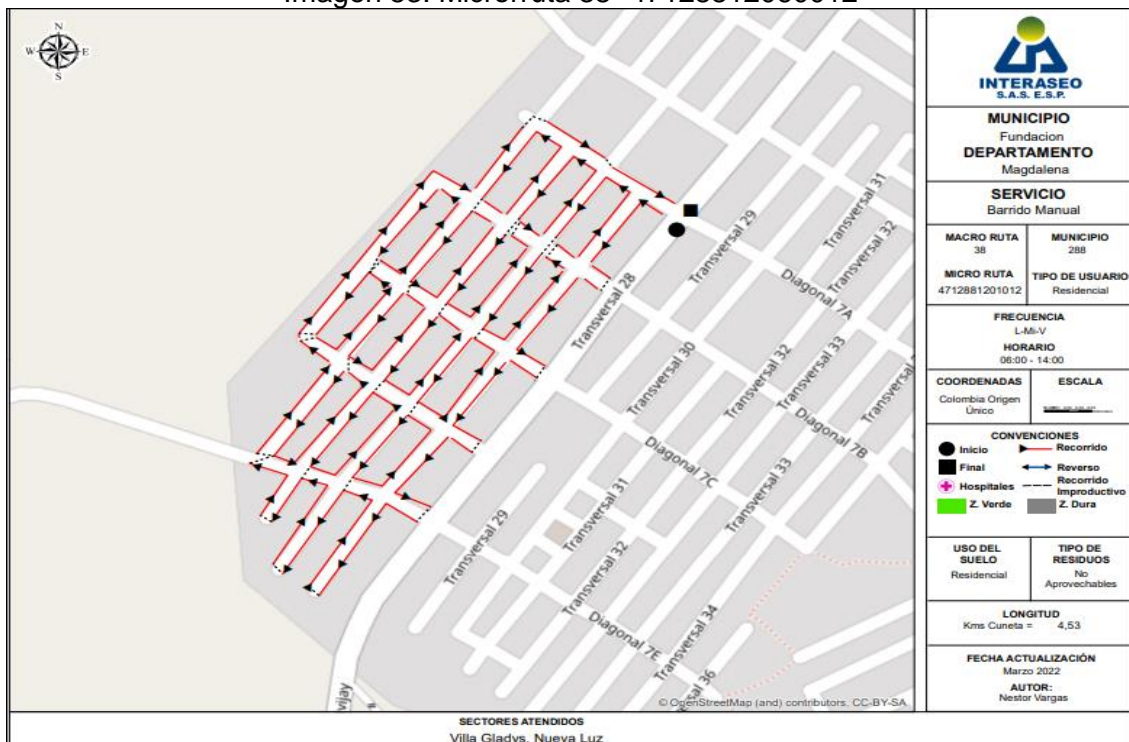 Imagen Microrruta
N
W E
S
Transversal 31
Transversal 29
Transversal 32
Diagonal 7A
Transversal 28
Transversal 30
Transversal 32
Transversal 33
Diagonal 7B
Diagonal 7C
Transversal 33
Transversal 31
Transversal 29
Transversal 32
Transversal 34
Diagonal 7E
Transversal 36
vijay
© OpenStreetMap (and) contributors, CC-BY-SA
INTERASEO
S.A.S. E.S.P.
MUNICIPIO
Fundacion
DEPARTAMENTO
Magdalena
SERVICIO
Barrido Manual
MACRO RUTA
38
MUNICIPIO
288
MICRO RUTA
4712881201012
TIPO DE USUARIO
Residencial
FRECUENCIA
L-Mi-V
HORARIO
06:00 - 14:00
COORDENADAS
Colombia Origen
Único
ESCALA
CONVENCIONES
Inicio
Recorrido
Final
Reverso
Hospitales
Recorrido
Improductivo
Z. Verde
Z. Dura
USO DEL
SUELO
Residencial
TIPO DE
RESIDUOS
No
Aprovechables
LONGITUD
Kms Cuneta = 4,53
FECHA ACTUALIZACIÓN
Marzo 2022
AUTOR:
Nestor Vargas
SECTORES ATENDIDOS
Villa Gladys, Nueva Luz